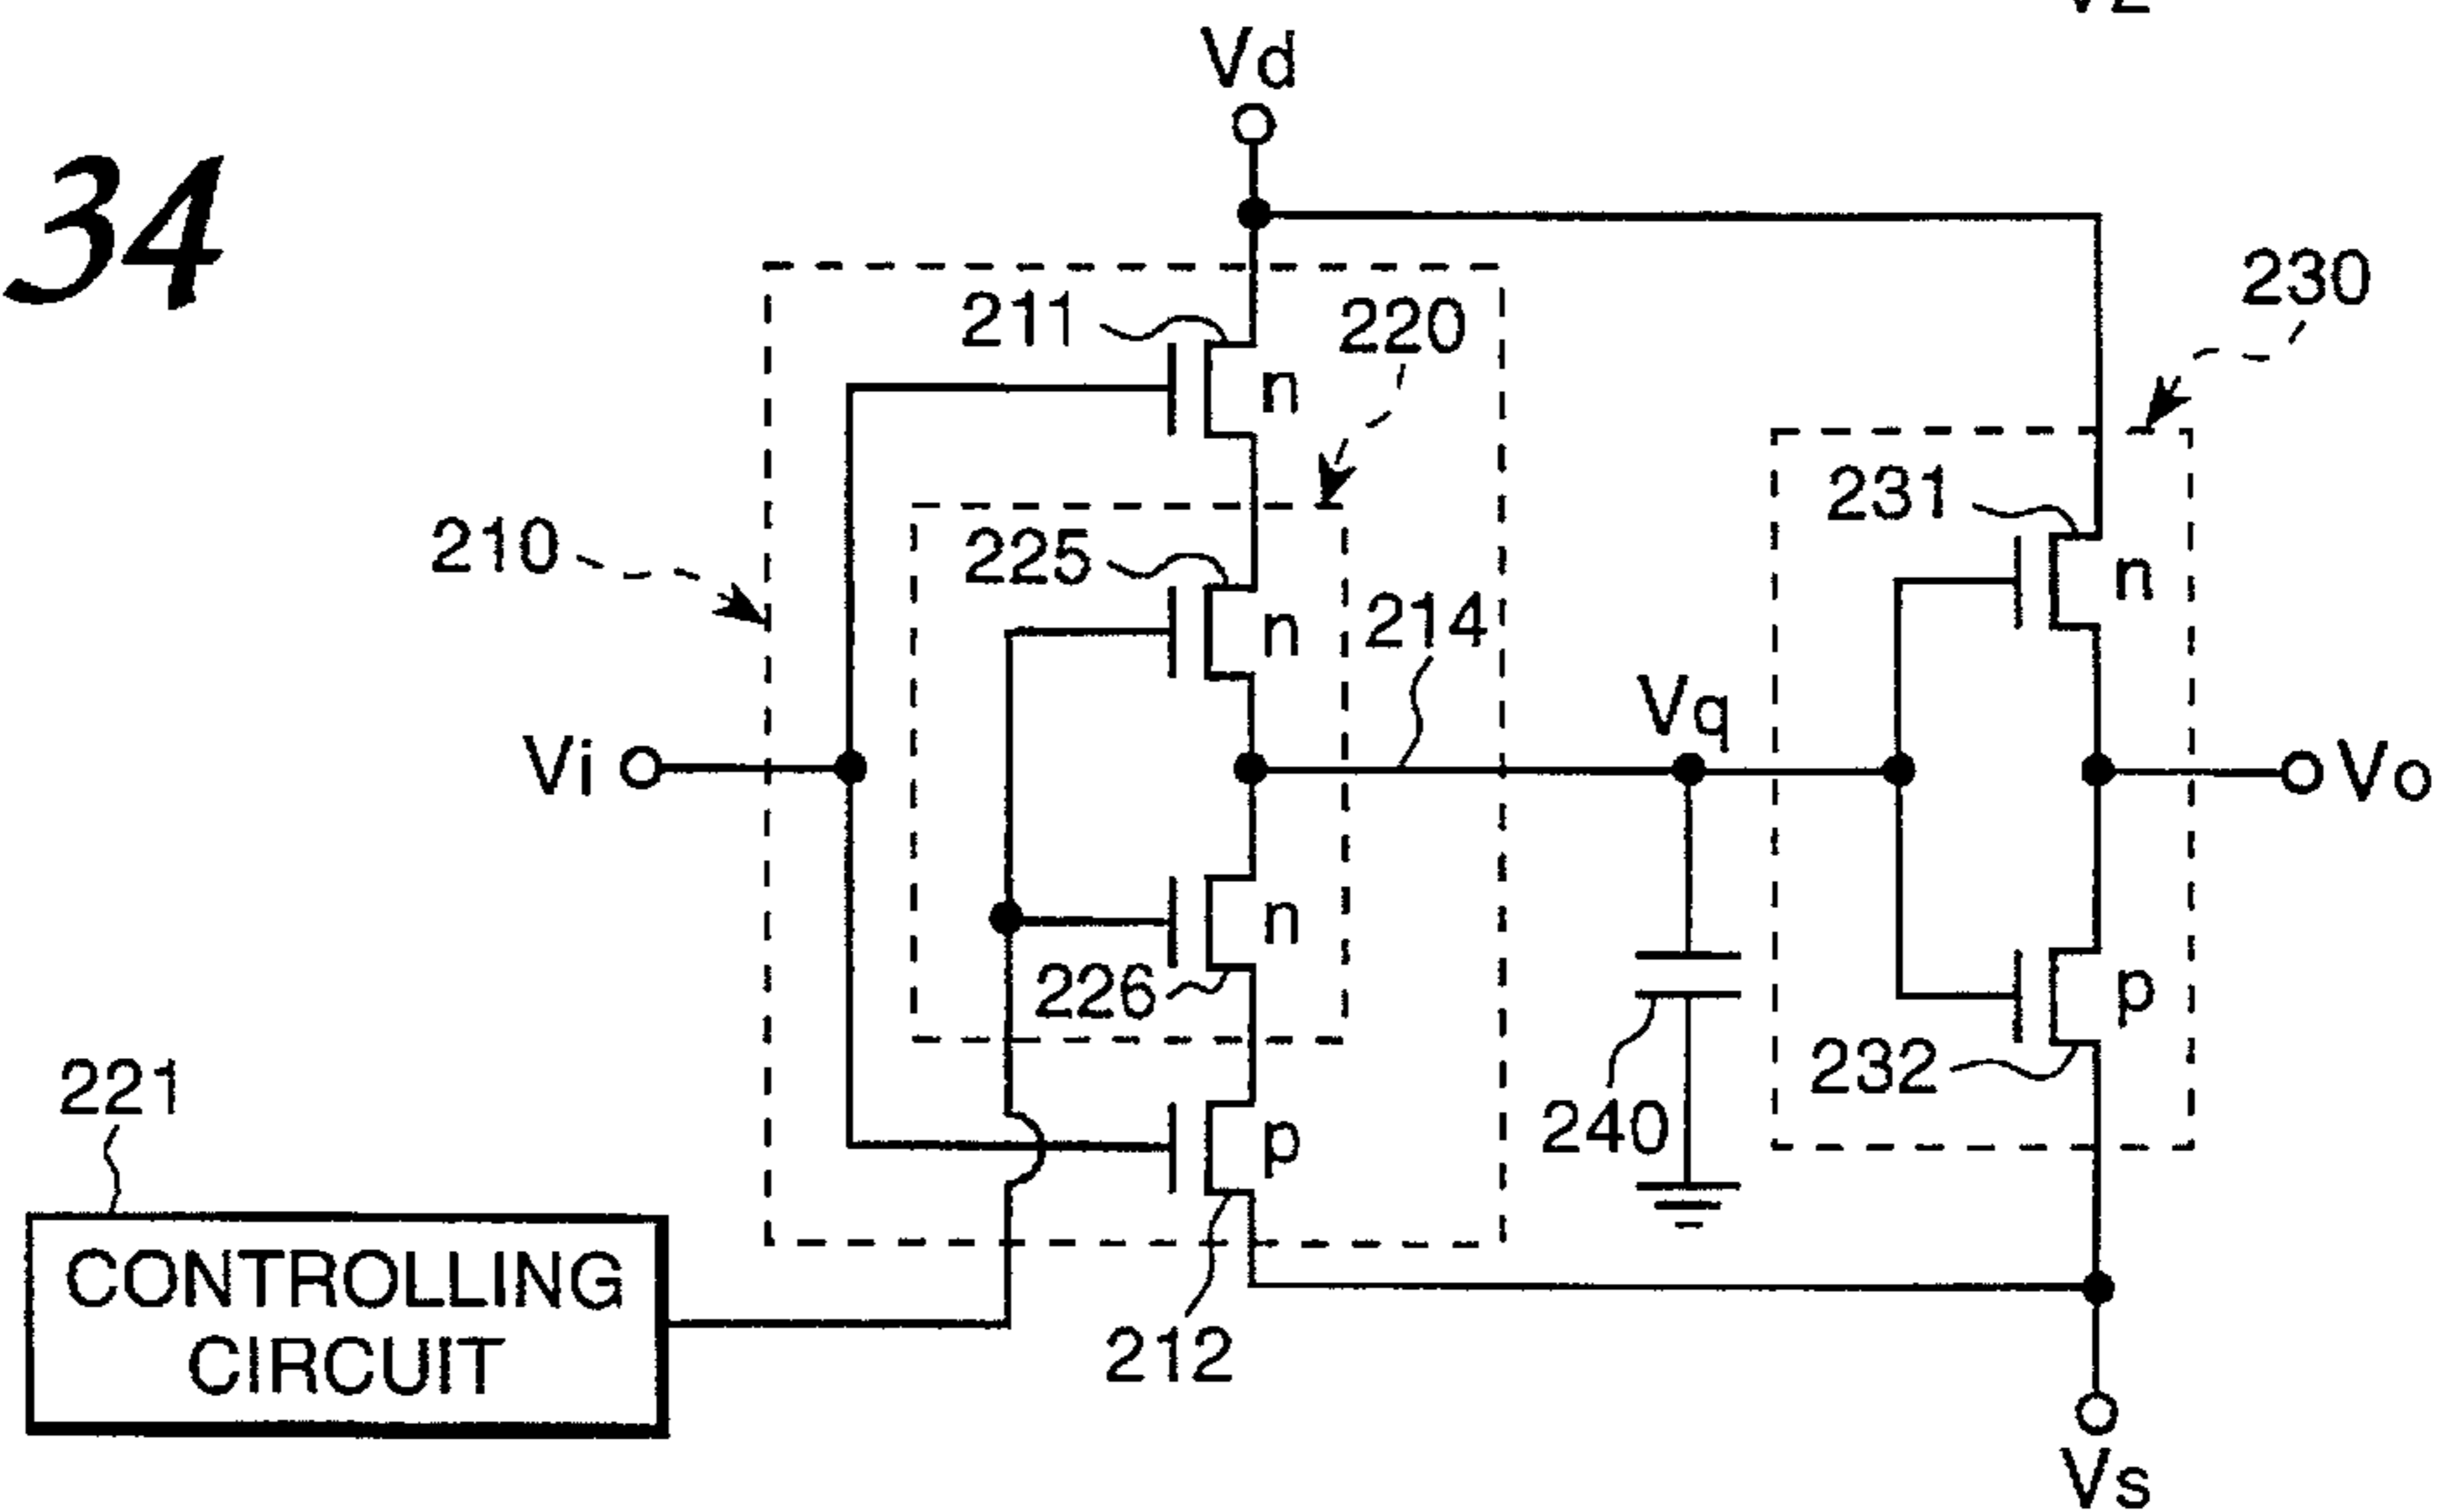 Vd
34
211
n
220
230
225
n
231
n
210
214
Vq
Vi
Vo
n
226
p
232
p
240
221
CONTROLLING
CIRCUIT
212
Vs